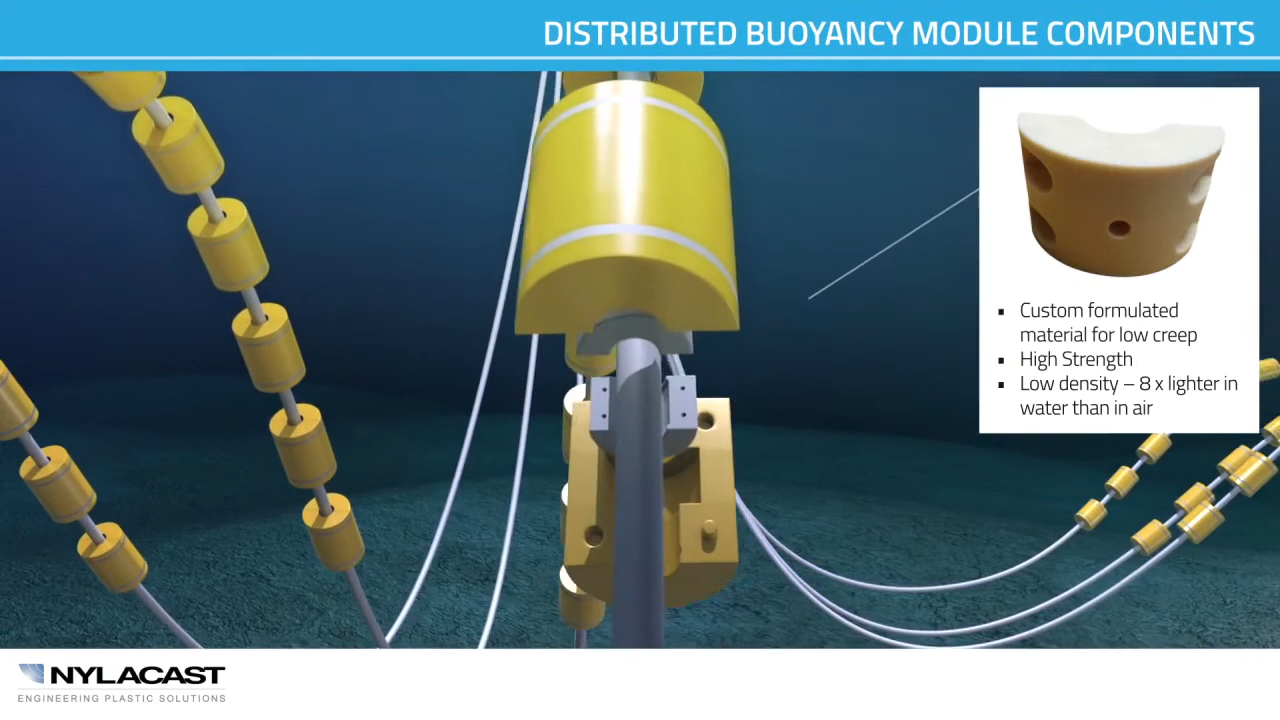 DISTRIBUTED BUOYANCY MODULE COMPONENTS
▪ Custom formulated
material for low creep
▪ High Strength
▪ Low density – 8 x lighter in
water than in air
NYLACAST
ENGINEERING PLASTIC SOLUTIONS